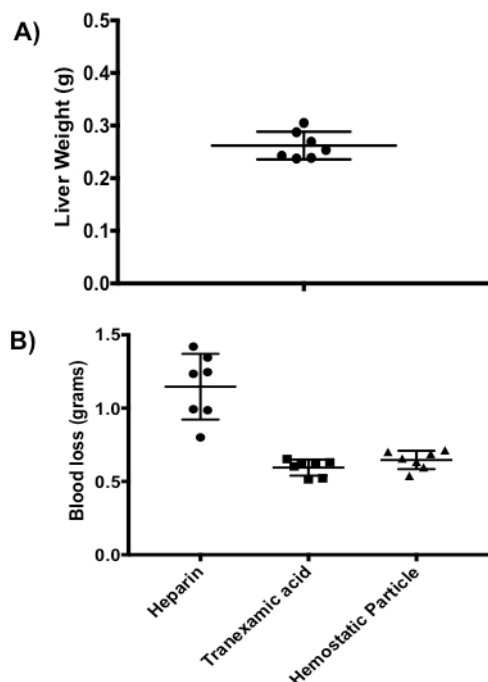 A)
Liver Weight (g)
0.5
0.4
0.3
0.2
0.1
0.0
B)
Blood loss (grams)
1.5
1.0
0.5
0.0
Heparin
Tranexamic acid
Hemostatic Particle